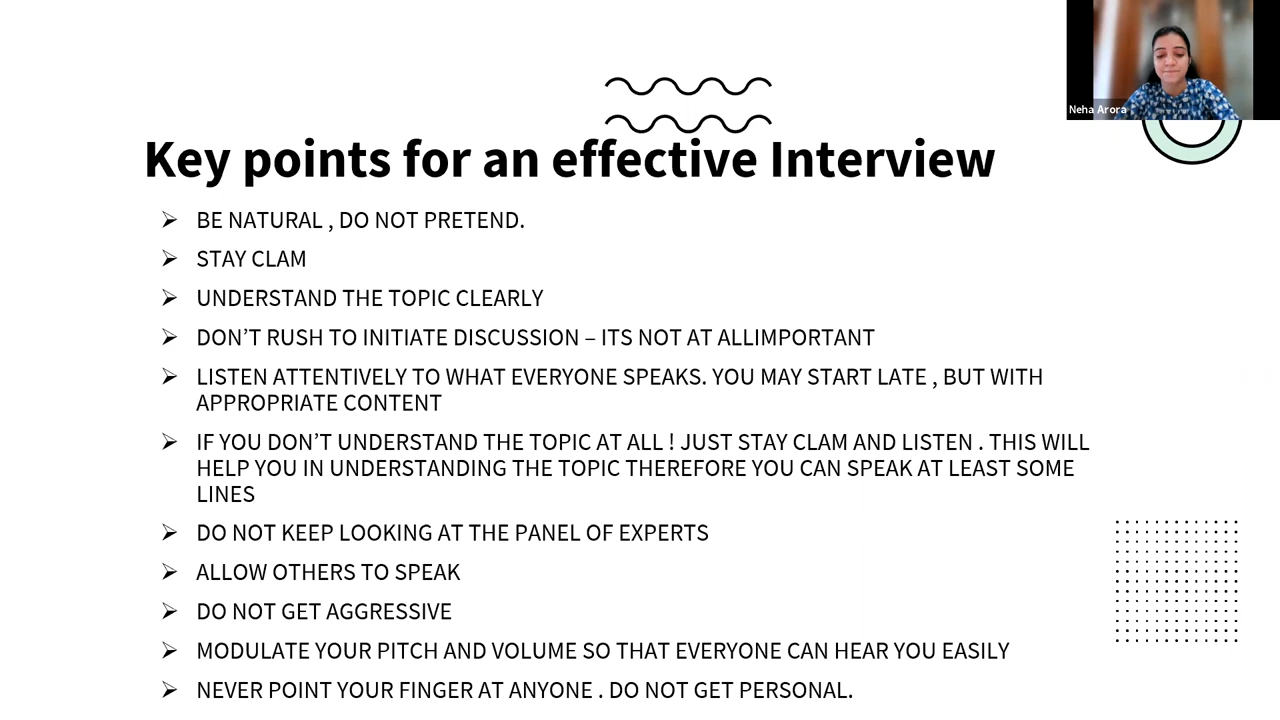 Neha Arora
Key points for an effective Interview
➢ BE NATURAL , DO NOT PRETEND.
➢ STAY CLAM
➢ UNDERSTAND THE TOPIC CLEARLY
➢ DON’T RUSH TO INITIATE DISCUSSION – ITS NOT AT ALLIMPORTANT
➢ LISTEN ATTENTIVELY TO WHAT EVERYONE SPEAKS. YOU MAY START LATE , BUT WITH
APPROPRIATE CONTENT
➢ IF YOU DON’T UNDERSTAND THE TOPIC AT ALL ! JUST STAY CLAM AND LISTEN . THIS WILL
HELP YOU IN UNDERSTANDING THE TOPIC THEREFORE YOU CAN SPEAK AT LEAST SOME
LINES
➢ DO NOT KEEP LOOKING AT THE PANEL OF EXPERTS
➢ ALLOW OTHERS TO SPEAK
➢ DO NOT GET AGGRESSIVE
➢ MODULATE YOUR PITCH AND VOLUME SO THAT EVERYONE CAN HEAR YOU EASILY
➢ NEVER POINT YOUR FINGER AT ANYONE . DO NOT GET PERSONAL.